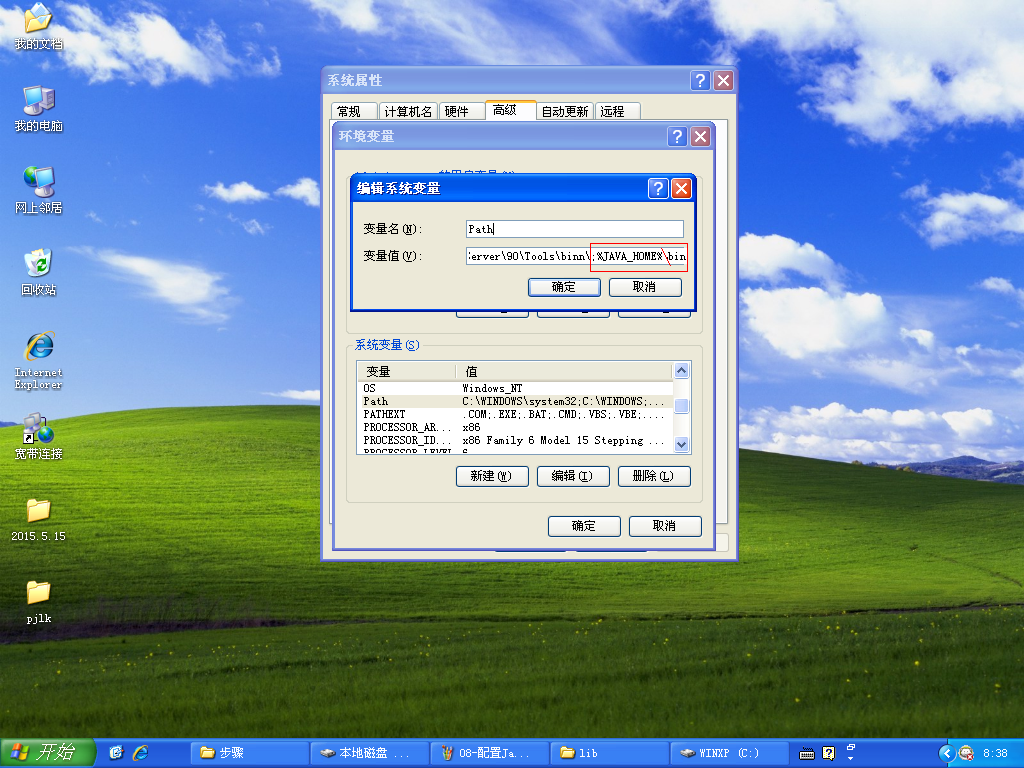 我的文档
我的电脑
网上邻居
回收站
Internet
Explorer
宽带连接
2015.5.15
pjlk
系统属性
常规 计算机名 硬件 高级 自动更新 远程
环境变量
编辑系统变量
变量名(N): Path
变量值(V): erver\90\Tools\binn\;%JAVA_HOME%\bin
确定 取消
系统变量(S)
变量 值
OS Windows_NT
Path C:\WINDOWS\system32;C:\WINDOWS;...
PATHEXT .COM;.EXE;.BAT;.CMD;.VBS;.VBE;....
PROCESSOR_AR... x86
PROCESSOR_ID... x86 Family 6 Model 15 Stepping ...
PROCESSOR_LEVEL 6
新建(W) 编辑(I) 删除(L)
确定 取消
开始 步骤 本地磁盘 ... 08-配置Ja... lib WINXP (C:) 8:38